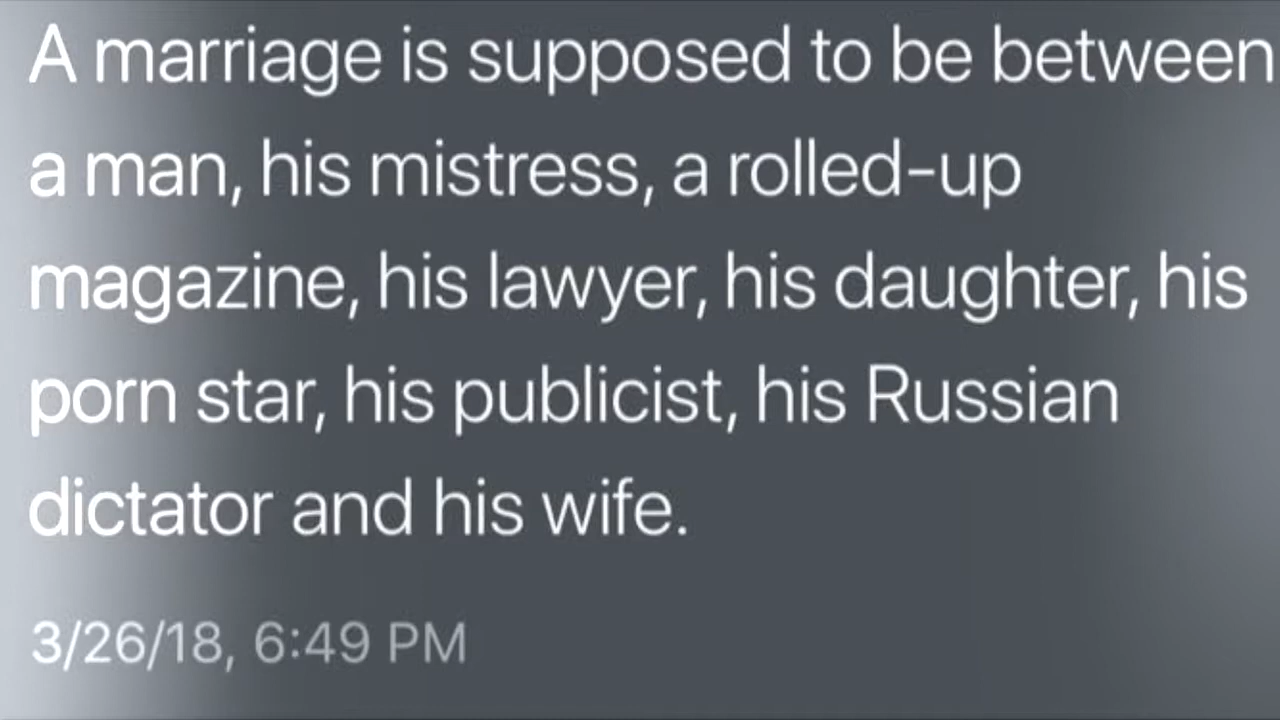 A marriage is supposed to be between
a man, his mistress, a rolled-up
magazine, his lawyer, his daughter, his
porn star, his publicist, his Russian
dictator and his wife.
3/26/18, 6:49 PM